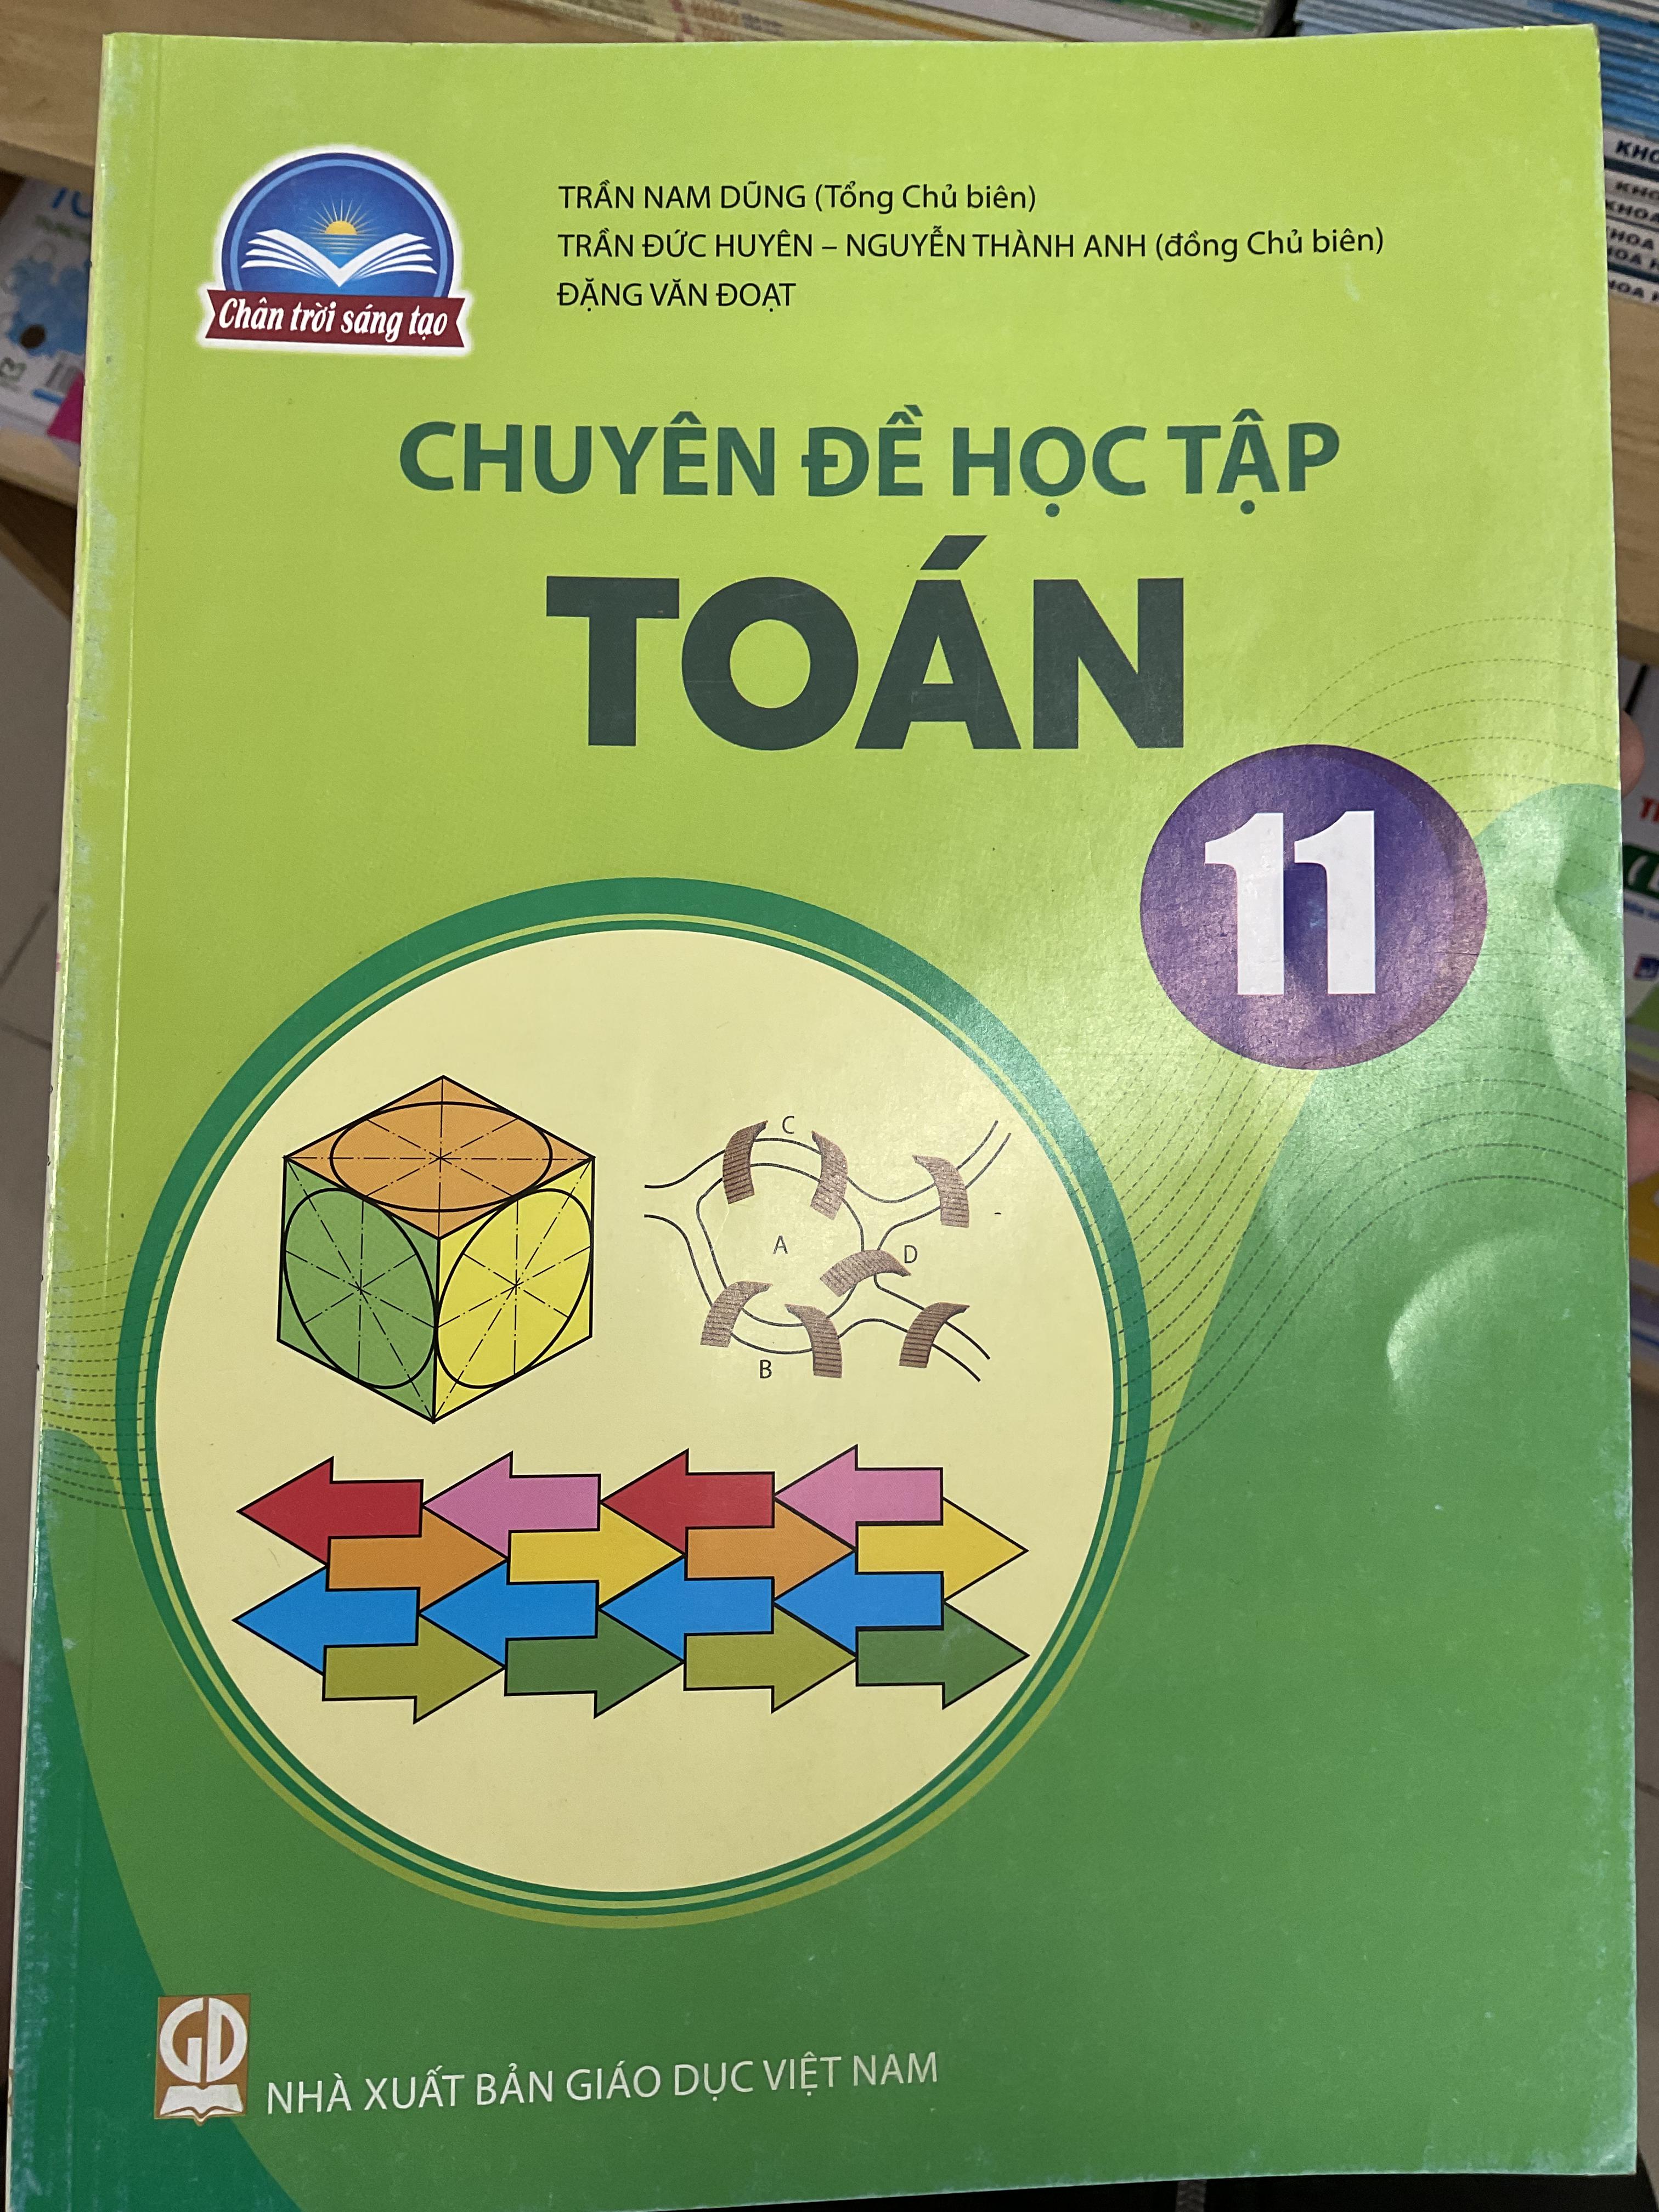 TRẦN NAM DŨNG (Tổng Chủ biên)
TRẦN ĐỨC HUYÊN – NGUYỄN THÀNH ANH (đồng Chủ biên)
ĐẶNG VĂN ĐOẠT
Chân trời sáng tạo
CHUYÊN ĐỀ HỌC TẬP
TOÁN
11
C
A
D
B
GD
NHÀ XUẤT BẢN GIÁO DỤC VIỆT NAM